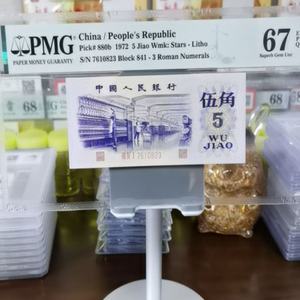 PMG
PAPER MONEY GUARANTY
China / People's Republic
Pick# 880b 1972 5 Jiao Wmk: Stars - Litho
S/N 7610823 Block 841 - 3 Roman Numerals
67 E
Superb Gem Unc
中国人民银行
伍角
5
WU
JIAO
7610823
68
68